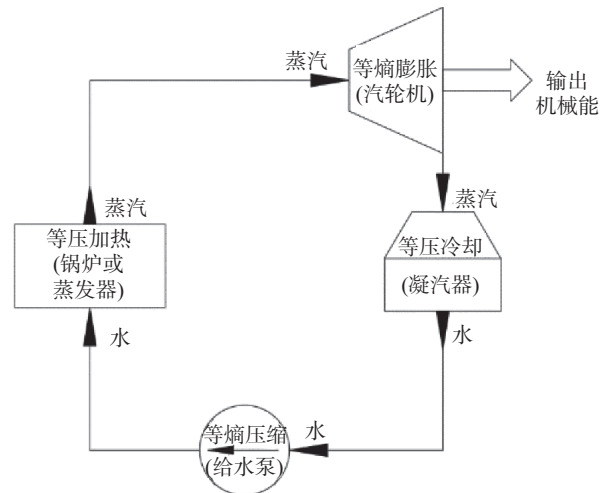 蒸汽
等熵膨胀
(汽轮机)
输出
机械能
蒸汽
蒸汽
等压加热
(锅炉或
蒸发器)
等压冷却
(凝汽器)
水
水
等熵压缩
(给水泵)
水